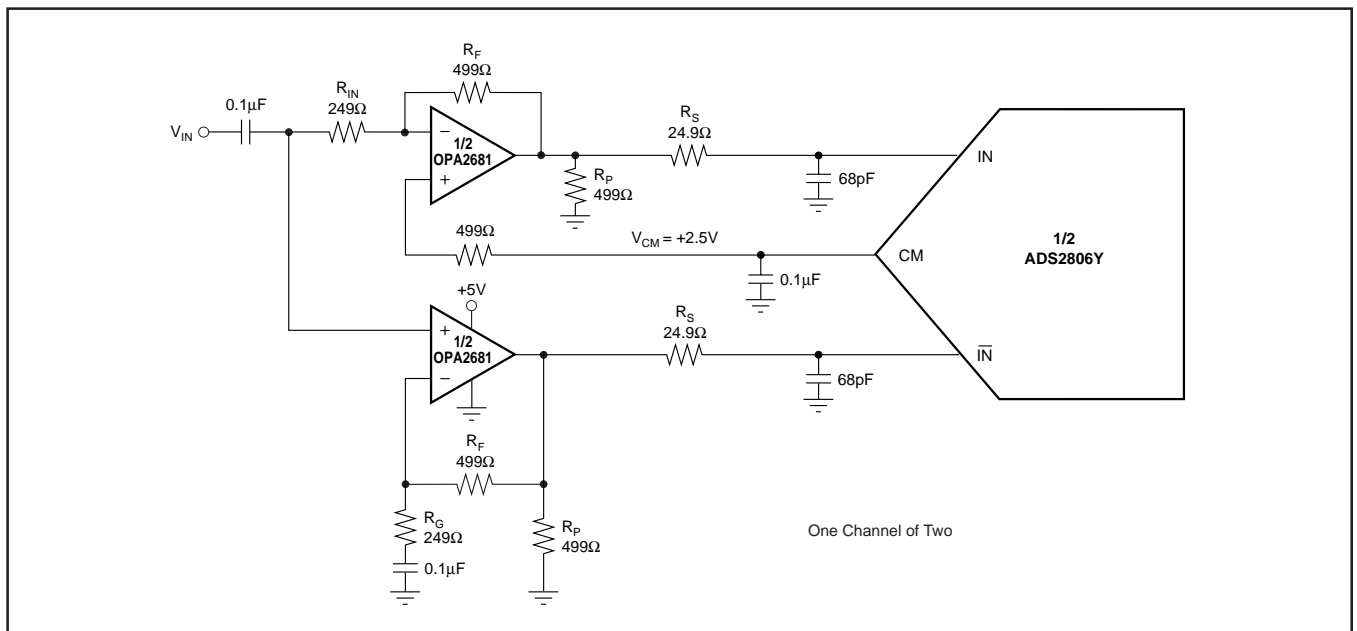 V_IN
0.1µF
R_IN
249Ω
R_F
499Ω
–
+
1/2
OPA2681
R_P
499Ω
R_S
24.9Ω
68pF
IN
499Ω
V_CM = +2.5V
0.1µF
CM
1/2
ADS2806Y
+5V
+
–
1/2
OPA2681
R_S
24.9Ω
68pF
I̅N̅
R_F
499Ω
R_G
249Ω
0.1µF
R_P
499Ω
One Channel of Two